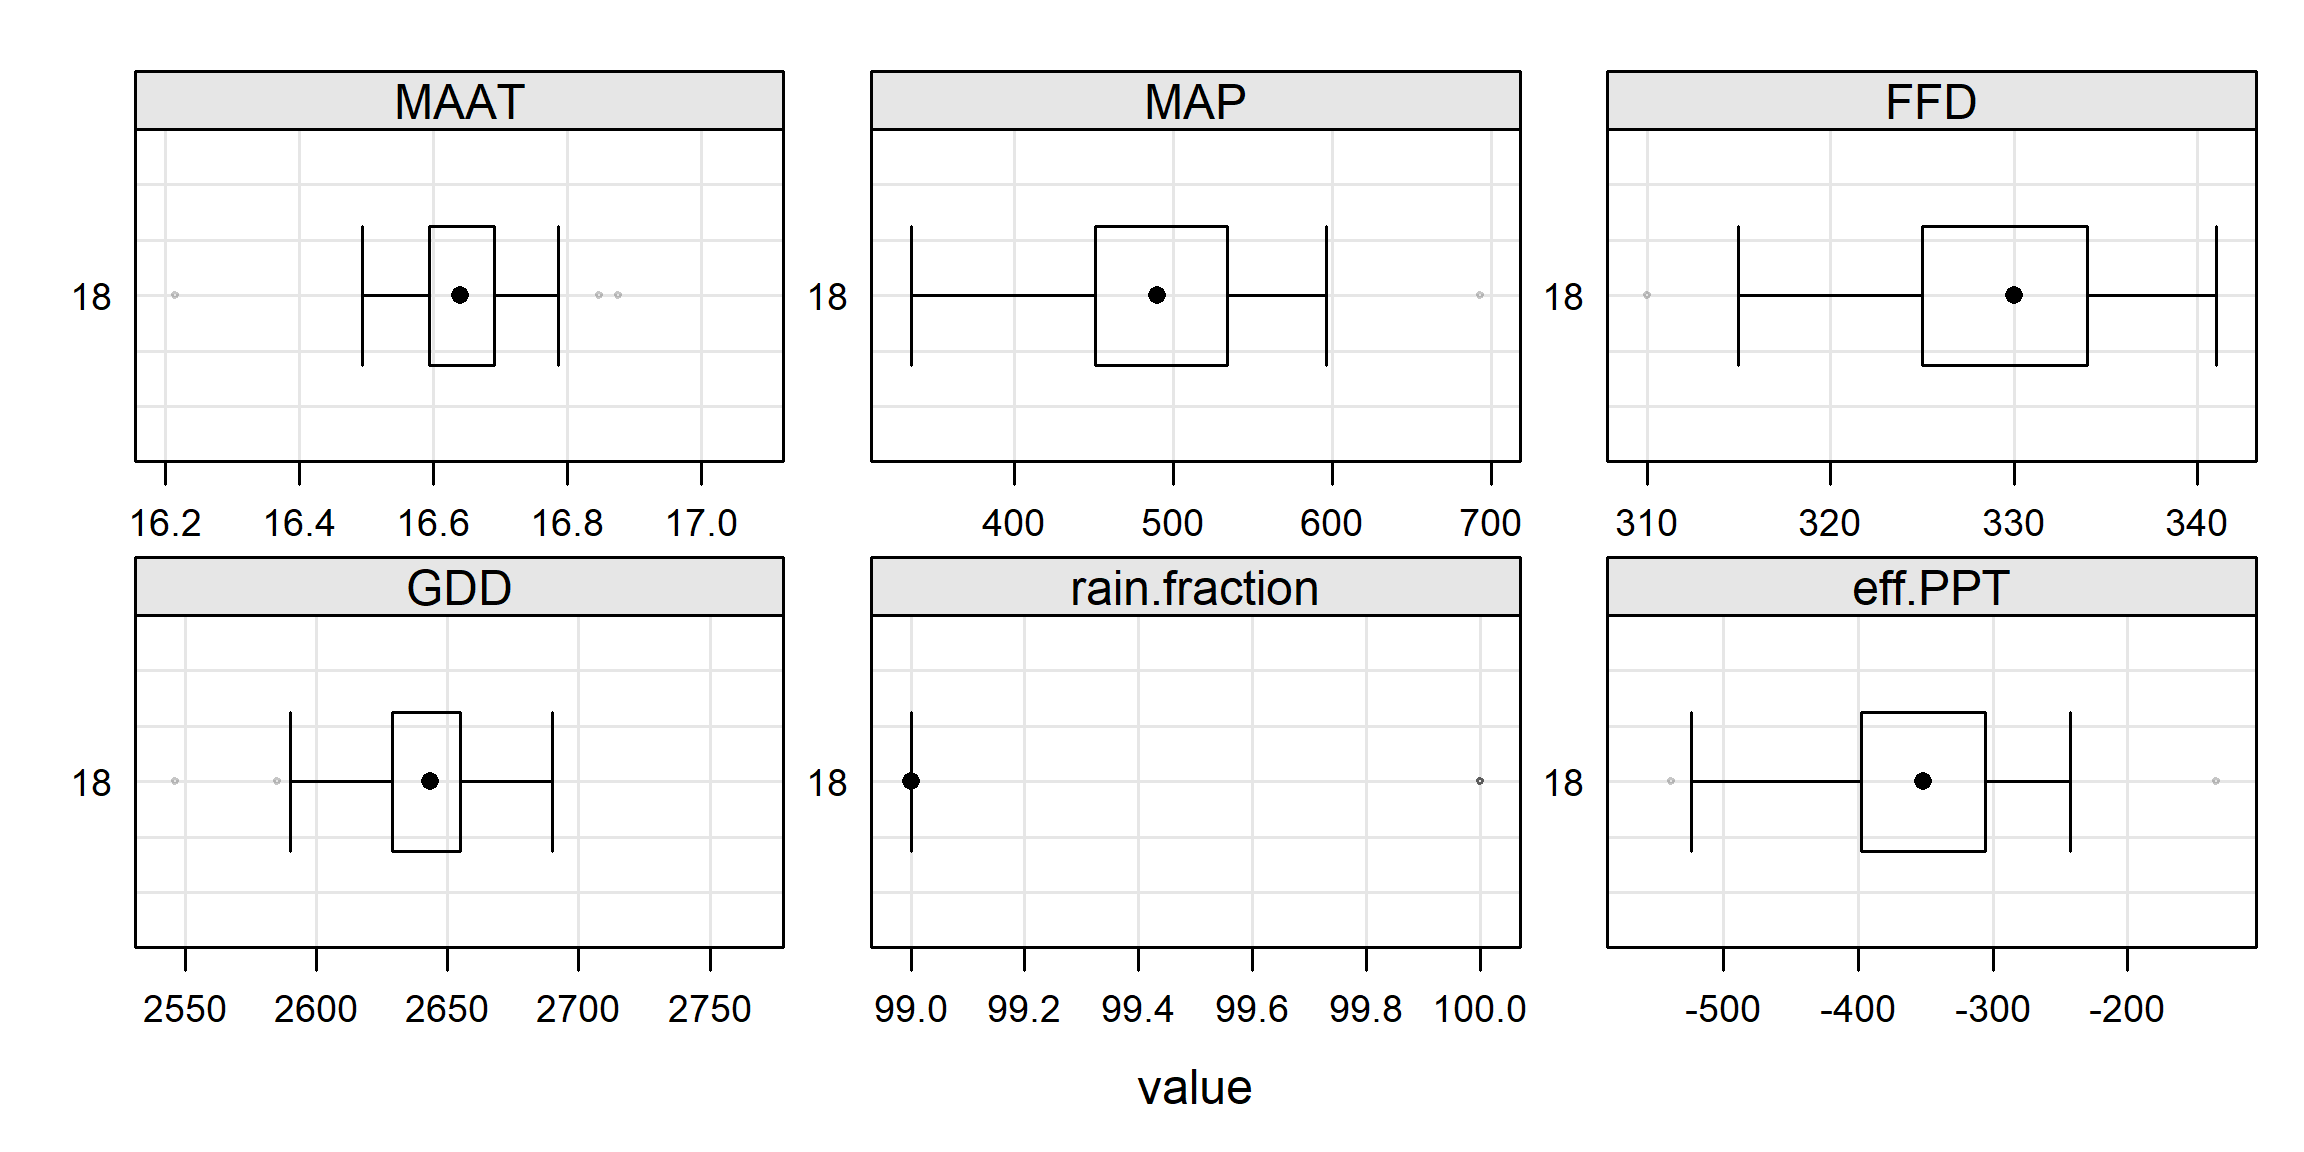 MAAT MAP FFD
18 18 18
16.2 16.4 16.6 16.8 17.0 400 500 600 700 310 320 330 340
GDD rain.fraction eff.PPT
18 18 18
2550 2600 2650 2700 2750 99.0 99.2 99.4 99.6 99.8 100.0 -500 -400 -300 -200
value